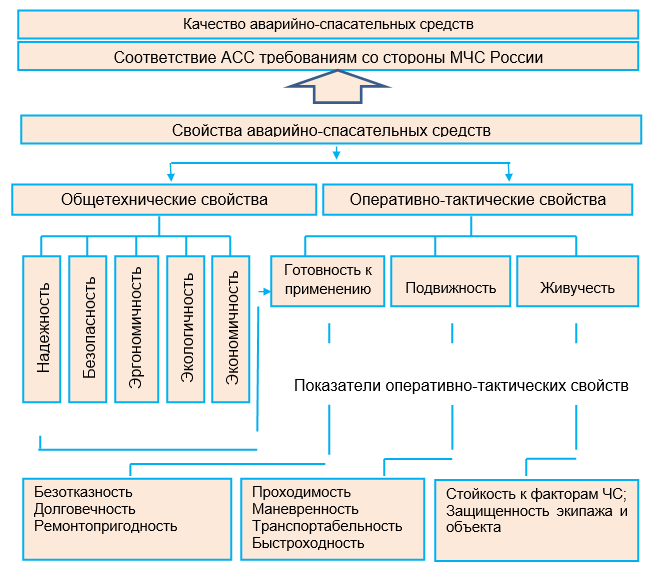 Качество аварийно-спасательных средств
Соответствие АСС требованиям со стороны МЧС России
Свойства аварийно-спасательных средств
Общетехнические свойства
Оперативно-тактические свойства
Надежность
Безопасность
Эргономичность
Экологичность
Экономичность
Готовность к
применению
Подвижность
Живучесть
Показатели оперативно-тактических свойств
Безотказность
Долговечность
Ремонтопригодность
Проходимость
Маневренность
Транспортабельность
Быстроходность
Стойкость к факторам ЧС;
Защищенность экипажа и
объекта